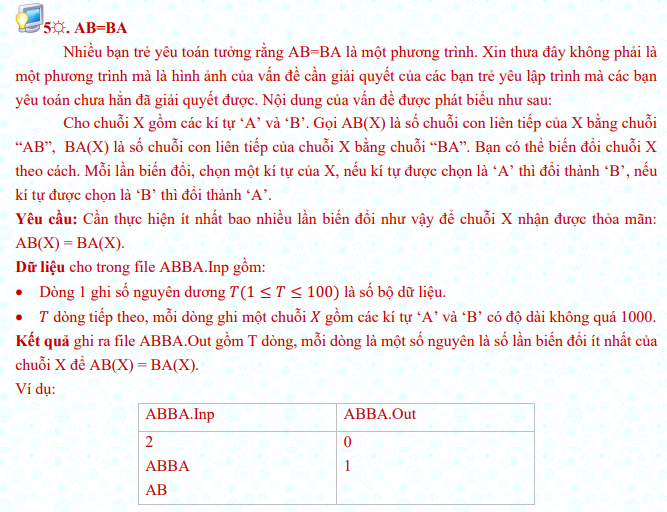 5☼. AB=BA
Nhiều bạn trẻ yêu toán tưởng rằng AB=BA là một phương trình. Xin thưa đây không phải là
một phương trình mà là hình ảnh của vấn đề cần giải quyết của các bạn trẻ yêu lập trình mà các bạn
yêu toán chưa hẳn đã giải quyết được. Nội dung của vấn đề được phát biểu như sau:
Cho chuỗi X gồm các kí tự ‘A’ và ‘B’. Gọi AB(X) là số chuỗi con liên tiếp của X bằng chuỗi
“AB”, BA(X) là số chuỗi con liên tiếp của chuỗi X bằng chuỗi “BA”. Bạn có thể biến đổi chuỗi X
theo cách. Mỗi lần biến đổi, chọn một kí tự của X, nếu kí tự được chọn là ‘A’ thì đổi thành ‘B’, nếu
kí tự được chọn là ‘B’ thì đổi thành ‘A’.
Yêu cầu: Cần thực hiện ít nhất bao nhiêu lần biến đổi như vậy để chuỗi X nhận được thỏa mãn:
AB(X) = BA(X).
Dữ liệu cho trong file ABBA.Inp gồm:
• Dòng 1 ghi số nguyên dương T(1 ≤ T ≤ 100) là số bộ dữ liệu.
• T dòng tiếp theo, mỗi dòng ghi một chuỗi X gồm các kí tự ‘A’ và ‘B’ có độ dài không quá 1000.
Kết quả ghi ra file ABBA.Out gồm T dòng, mỗi dòng là một số nguyên là số lần biến đổi ít nhất của
chuỗi X để AB(X) = BA(X).
Ví dụ:
ABBA.Inp ABBA.Out
2 0
ABBA 1
AB